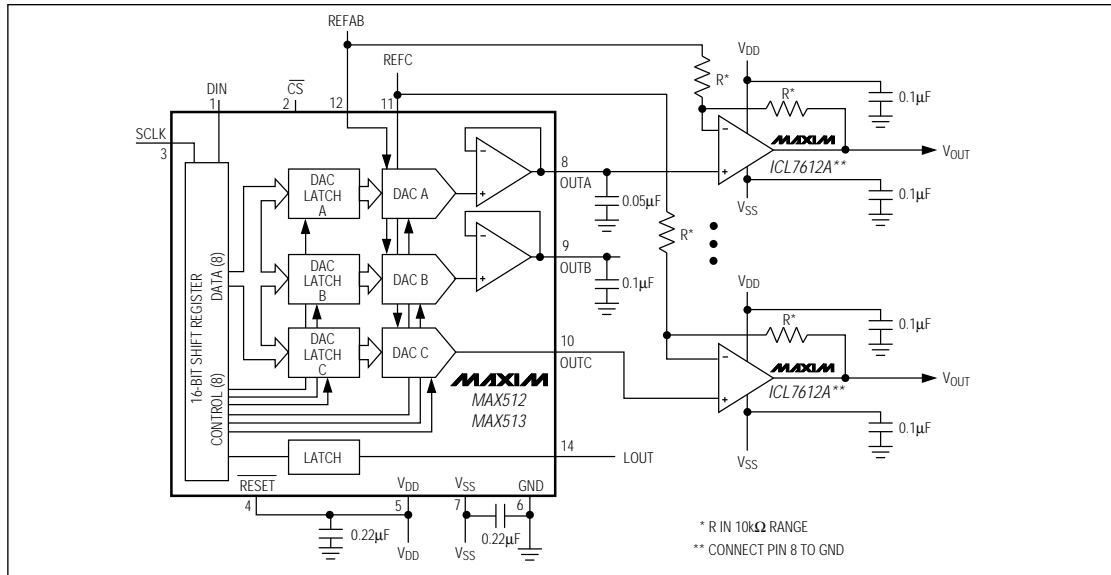 REFAB
REFC
DIN
CS
1
2
12
11
SCLK
3
16-BIT SHIFT REGISTER
DATA (8)
CONTROL (8)
DAC
LATCH
A
DAC A
DAC
LATCH
B
DAC B
DAC
LATCH
C
DAC C
LATCH
8
OUTA
0.05μF
9
OUTB
0.1μF
10
OUTC
MAXIM
MAX512
MAX513
14
LOUT
RESET
4
VDD
5
VSS
7
GND
6
0.22μF
VDD
VSS
0.22μF
R*
VDD
0.1μF
R*
MAXIM
ICL7612A**
VOUT
VSS
0.1μF
R*
VDD
0.1μF
R*
MAXIM
ICL7612A**
VOUT
VSS
0.1μF
* R IN 10kΩ RANGE
** CONNECT PIN 8 TO GND